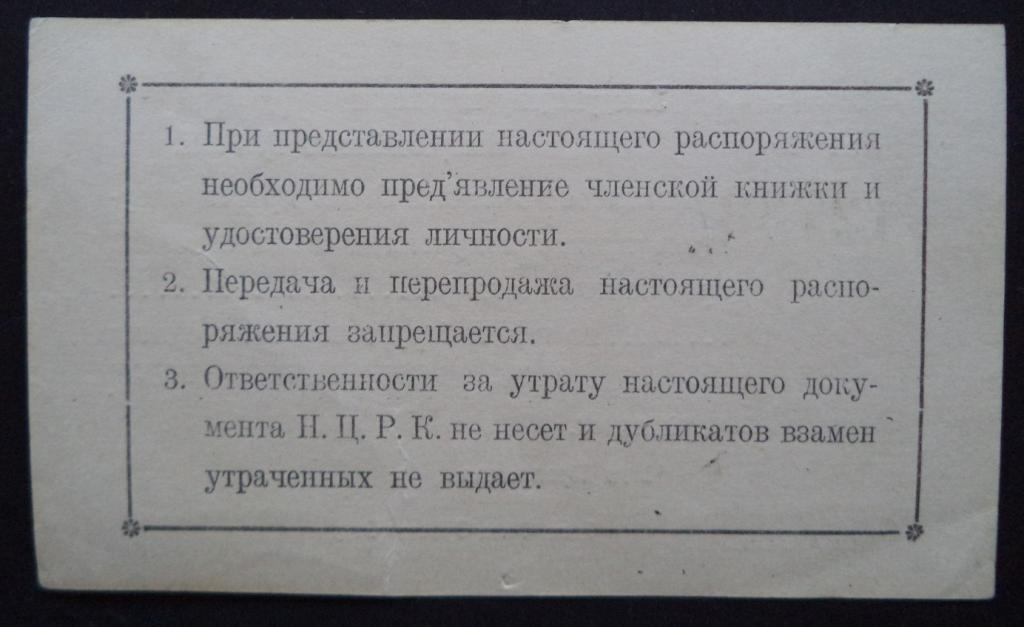 1. При представлении настоящего распоряжения
необходимо пред'явление членской книжки и
удостоверения личности.
2. Передача и перепродажа настоящего распо-
ряжения запрещается.
3. Ответственности за утрату настоящего доку-
мента Н. Ц. Р. К. не несет и дубликатов взамен
утраченных не выдает.